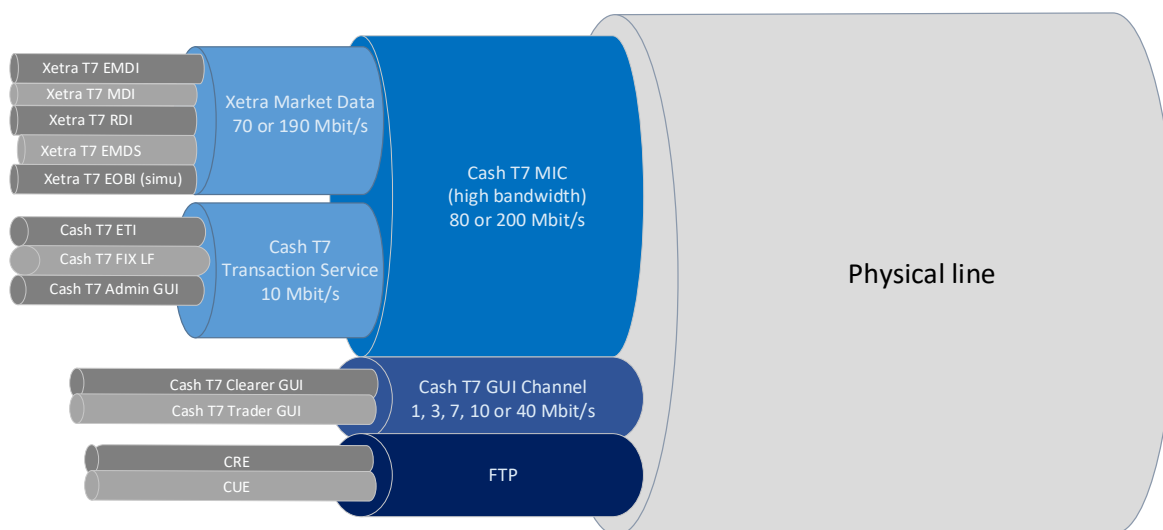 Xetra T7 EMDI
Xetra T7 MDI
Xetra T7 RDI
Xetra T7 EMDS
Xetra T7 EOBI (simu)
Xetra Market Data
70 or 190 Mbit/s
Cash T7 ETI
Cash T7 FIX LF
Cash T7 Admin GUI
Cash T7
Transaction Service
10 Mbit/s
Cash T7 MIC
(high bandwidth)
80 or 200 Mbit/s
Cash T7 Clearer GUI
Cash T7 Trader GUI
Cash T7 GUI Channel
1, 3, 7, 10 or 40 Mbit/s
CRE
CUE
FTP
Physical line